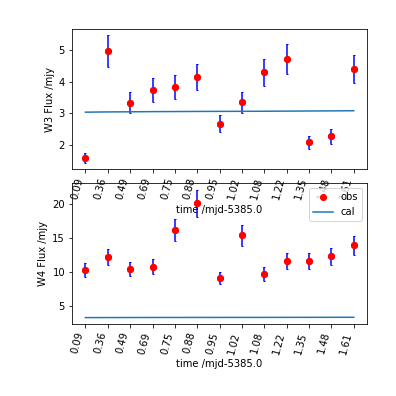 W3 Flux /mjy
5
4
3
2
0.09 0.36 0.49 0.69 0.75 0.88 0.95 1.02 1.08 1.22 1.35 1.48 1.61
time /mjd-5385.0
W4 Flux /mjy
20
15
10
5
obs
cal
0.09 0.36 0.49 0.69 0.75 0.88 0.95 1.02 1.08 1.22 1.35 1.48 1.61
time /mjd-5385.0